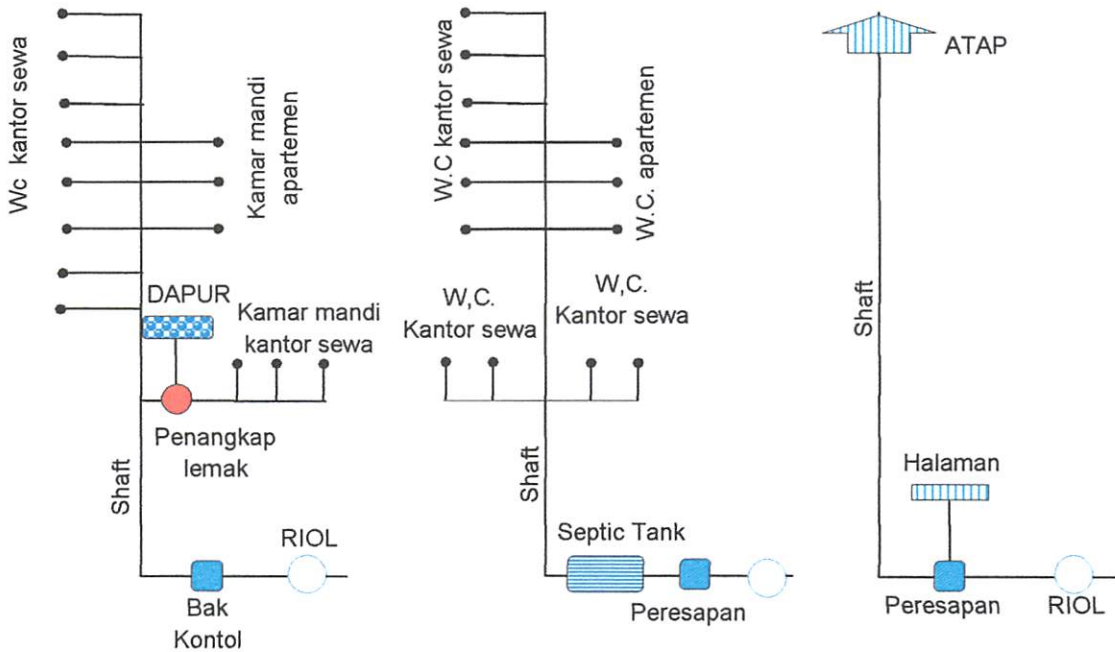 Wc kantor sewa
Kamar mandi
apartemen
DAPUR
Kamar mandi
kantor sewa
Penangkap
lemak
Shaft
RIOL
Bak
Kontol
W.C kantor sewa
W.C. apartemen
W,C.
Kantor sewa
W,C.
Kantor sewa
Shaft
Septic Tank
Peresapan
ATAP
Shaft
Halaman
Peresapan
RIOL